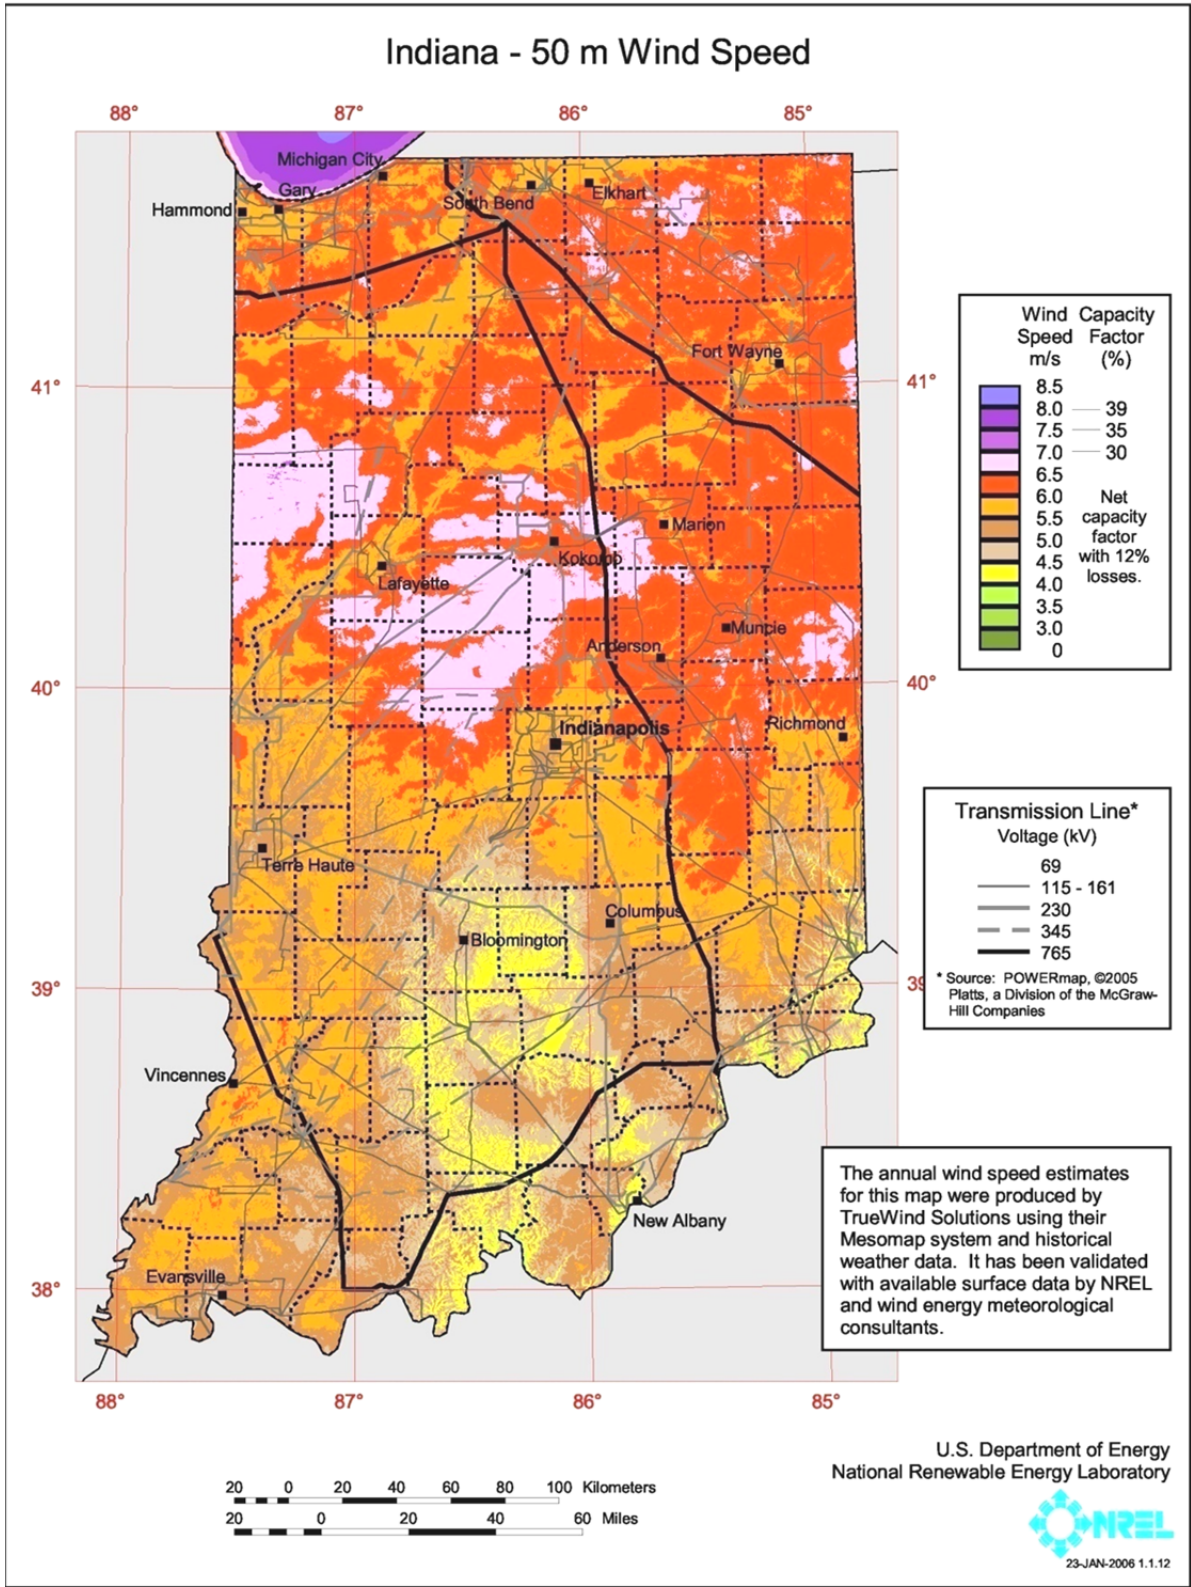 Indiana - 50 m Wind Speed
88° 87° 86° 85°
Michigan City
Gary
Hammond
South Bend
Elkhart
Fort Wayne
41° 41°
Marion
Kokomo
Lafayette
Muncie
Anderson
40° 40°
Richmond
Indianapolis
Terre Haute
Columbus
Bloomington
39° 39
Vincennes
New Albany
Evansville
38°
88° 87° 86° 85°
Wind Capacity
Speed Factor
m/s (%)
8.5
8.0 39
7.5 35
7.0 30
6.5
6.0
5.5
5.0
4.5
4.0
3.5
3.0
0
Net
capacity
factor
with 12%
losses.
Transmission Line*
Voltage (kV)
69
115 - 161
230
345
765
* Source: POWERmap, ©2005
Platts, a Division of the McGraw-
Hill Companies
The annual wind speed estimates
for this map were produced by
TrueWind Solutions using their
Mesomap system and historical
weather data. It has been validated
with available surface data by NREL
and wind energy meteorological
consultants.
U.S. Department of Energy
National Renewable Energy Laboratory
20 0 20 40 60 80 100 Kilometers
20 0 20 40 60 Miles
NREL
23-JAN-2006 1.1.12